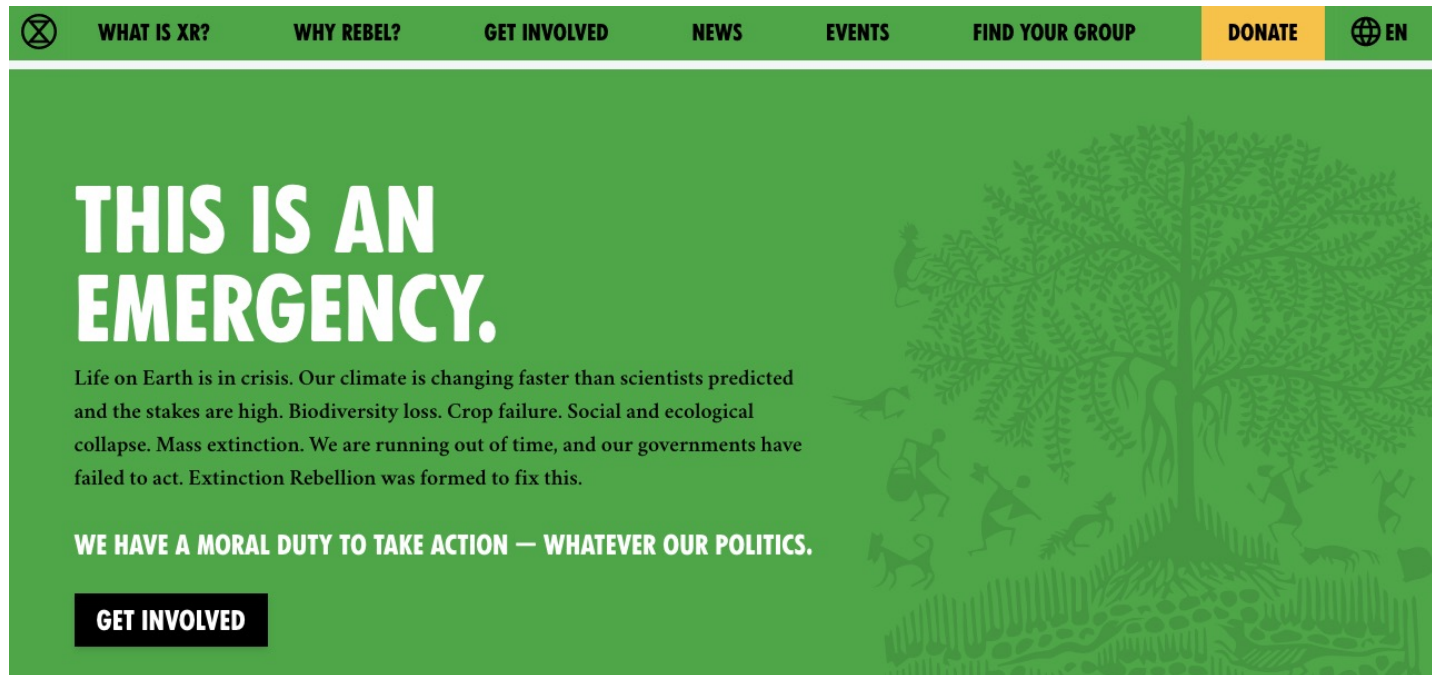 WHAT IS XR? WHY REBEL? GET INVOLVED NEWS EVENTS FIND YOUR GROUP DONATE EN
THIS IS AN
EMERGENCY.
Life on Earth is in crisis. Our climate is changing faster than scientists predicted
and the stakes are high. Biodiversity loss. Crop failure. Social and ecological
collapse. Mass extinction. We are running out of time, and our governments have
failed to act. Extinction Rebellion was formed to fix this.
WE HAVE A MORAL DUTY TO TAKE ACTION — WHATEVER OUR POLITICS.
GET INVOLVED